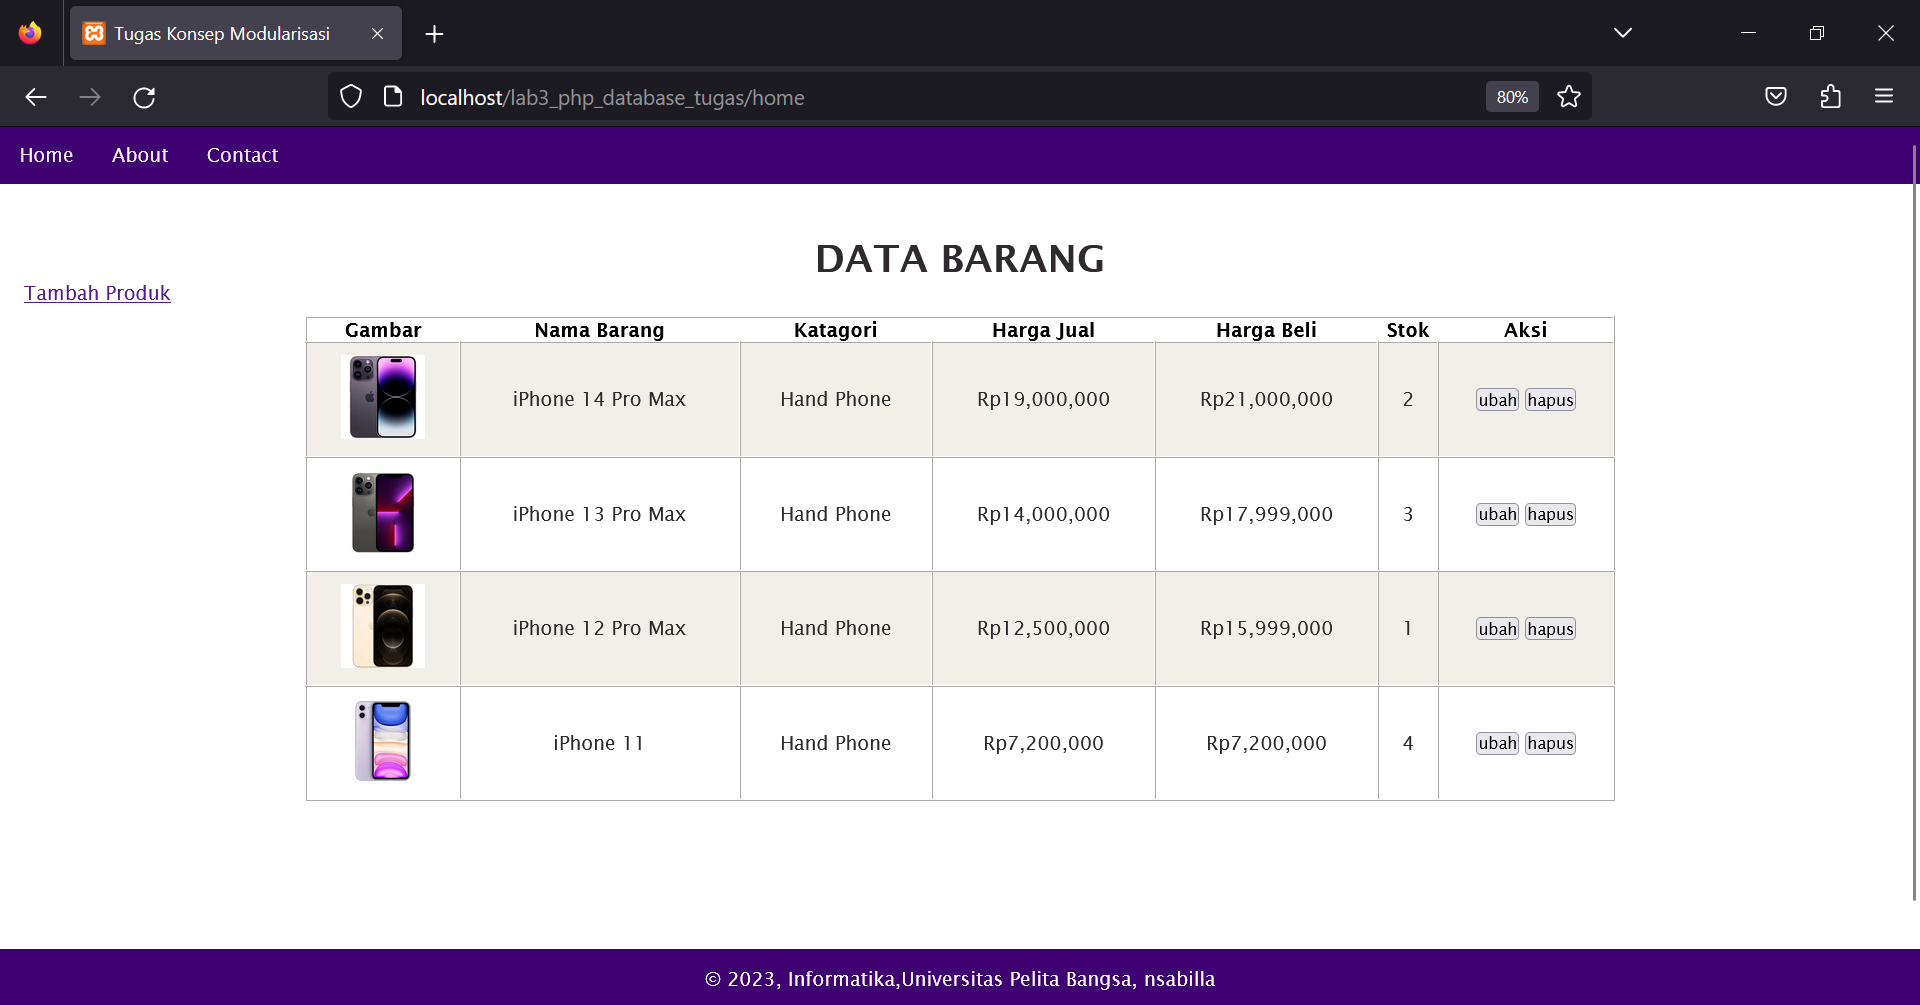 Tugas Konsep Modularisasi
localhost/lab3_php_database_tugas/home
80%
Home About Contact
DATA BARANG
Tambah Produk
Gambar Nama Barang Katagori Harga Jual Harga Beli Stok Aksi
iPhone 14 Pro Max Hand Phone Rp19,000,000 Rp21,000,000 2 ubah hapus
iPhone 13 Pro Max Hand Phone Rp14,000,000 Rp17,999,000 3 ubah hapus
iPhone 12 Pro Max Hand Phone Rp12,500,000 Rp15,999,000 1 ubah hapus
iPhone 11 Hand Phone Rp7,200,000 Rp7,200,000 4 ubah hapus
© 2023, Informatika,Universitas Pelita Bangsa, nsabilla